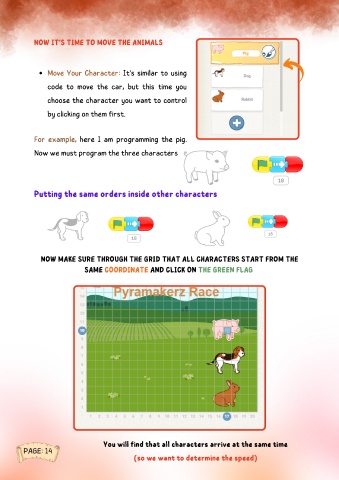 NOW IT'S TIME TO MOVE THE ANIMALS
Move Your Character: It's similar to using
code to move the car, but this time you
choose the character you want to control
by clicking on them first.
Pig
Dog
Rabbit
For example, here I am programming the pig.
Now we must program the three characters
18
Putting the same orders inside other characters
18
NOW MAKE SURE THROUGH THE GRID THAT ALL CHARACTERS START FROM THE
SAME COORDINATE AND CLICK ON THE GREEN FLAG
Pyramakerz Race
You will find that all characters arrive at the same time
(so we want to determine the speed)
PAGE: 14